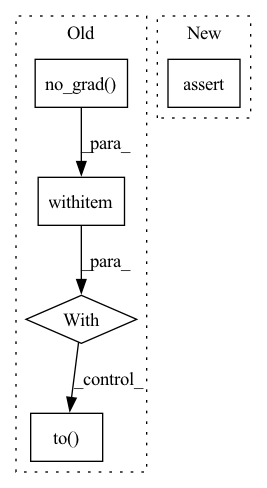 Old
New
no_grad()
assert
_para_
withitem
_para_
With
_control_
to()